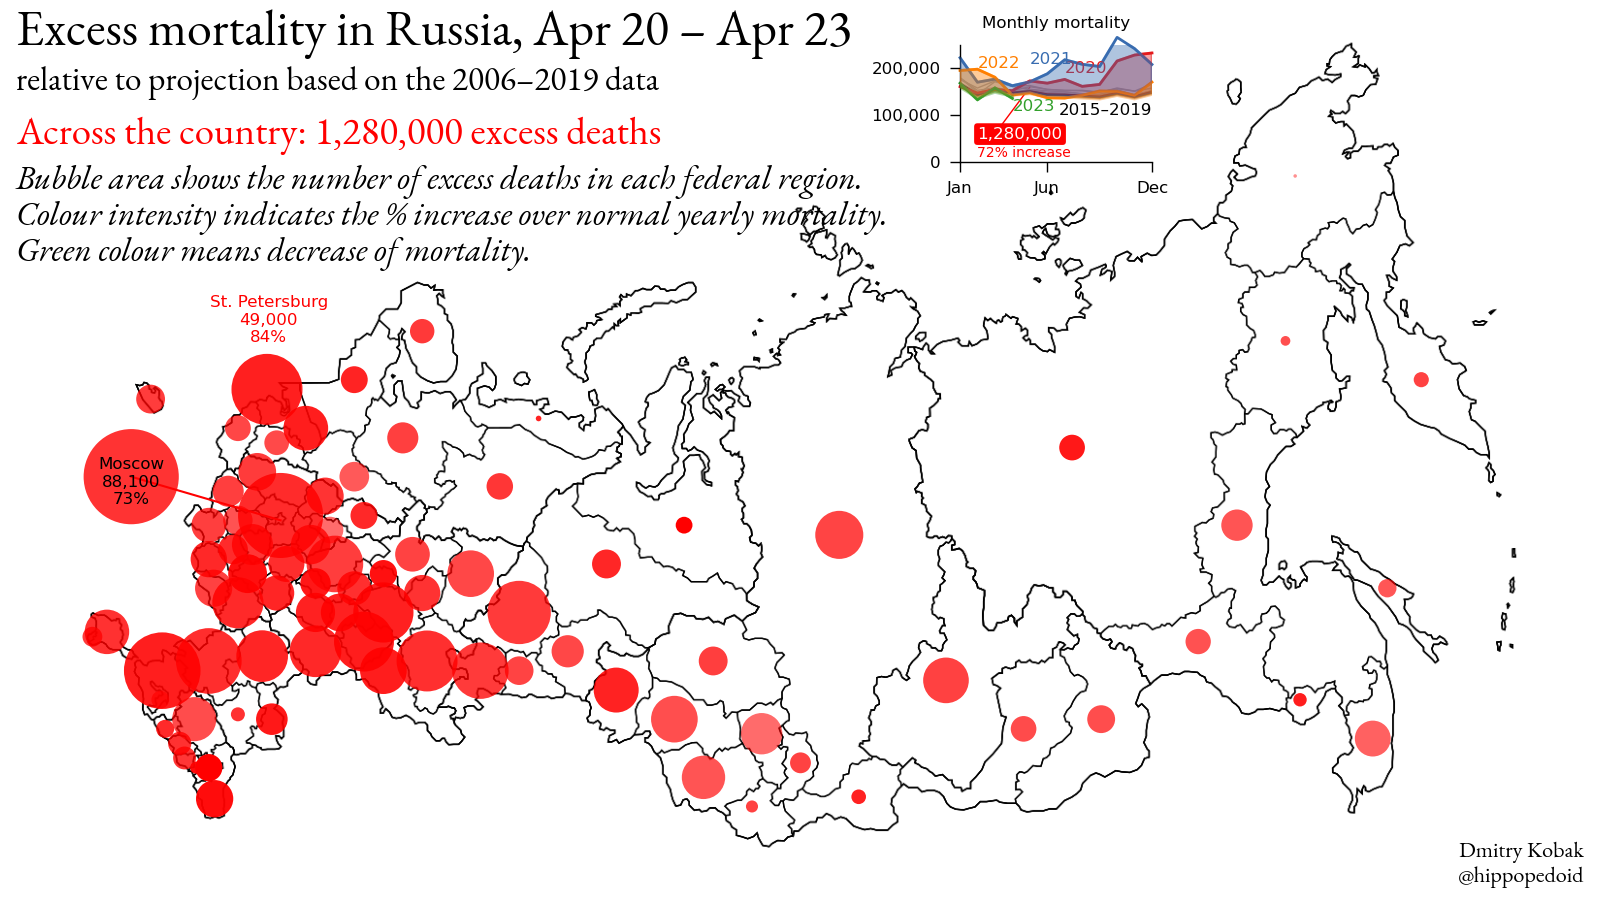 Excess mortality in Russia, Apr 20 – Apr 23
relative to projection based on the 2006–2019 data
Across the country: 1,280,000 excess deaths
Bubble area shows the number of excess deaths in each federal region.
Colour intensity indicates the % increase over normal yearly mortality.
Green colour means decrease of mortality.
Monthly mortality
200,000
100,000
0
2022
2021
2020
2023
2015–2019
1,280,000
72% increase
Jan
Jun
Dec
St. Petersburg
49,000
84%
Moscow
88,100
73%
Dmitry Kobak
@hippopedoid